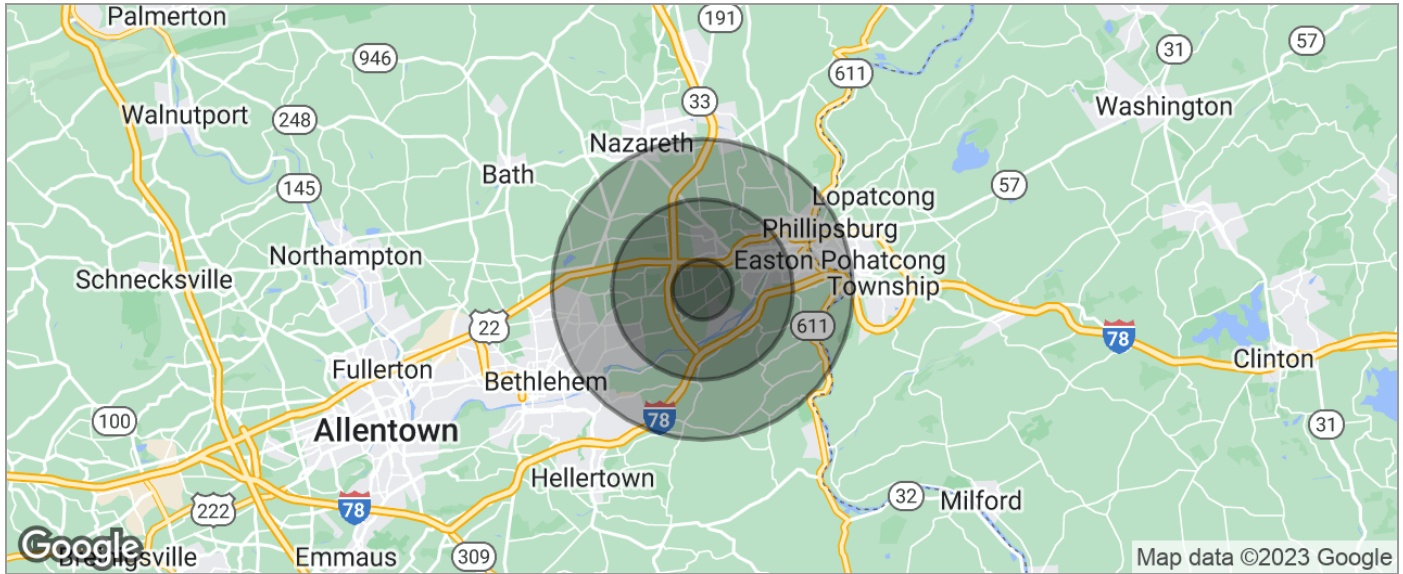 Palmerton
191
31
57
946
611
33
Walnutport
248
Washington
Nazareth
Bath
145
57
Lopatcong
Phillipsburg
Northampton
Easton
Pohatcong
Township
Schnecksville
22
611
78
Fullerton
Clinton
Bethlehem
100
Allentown
78
31
Hellertown
222
78
32
Milford
Google
Breinigsville
Emmaus
309
Map data ©2023 Google